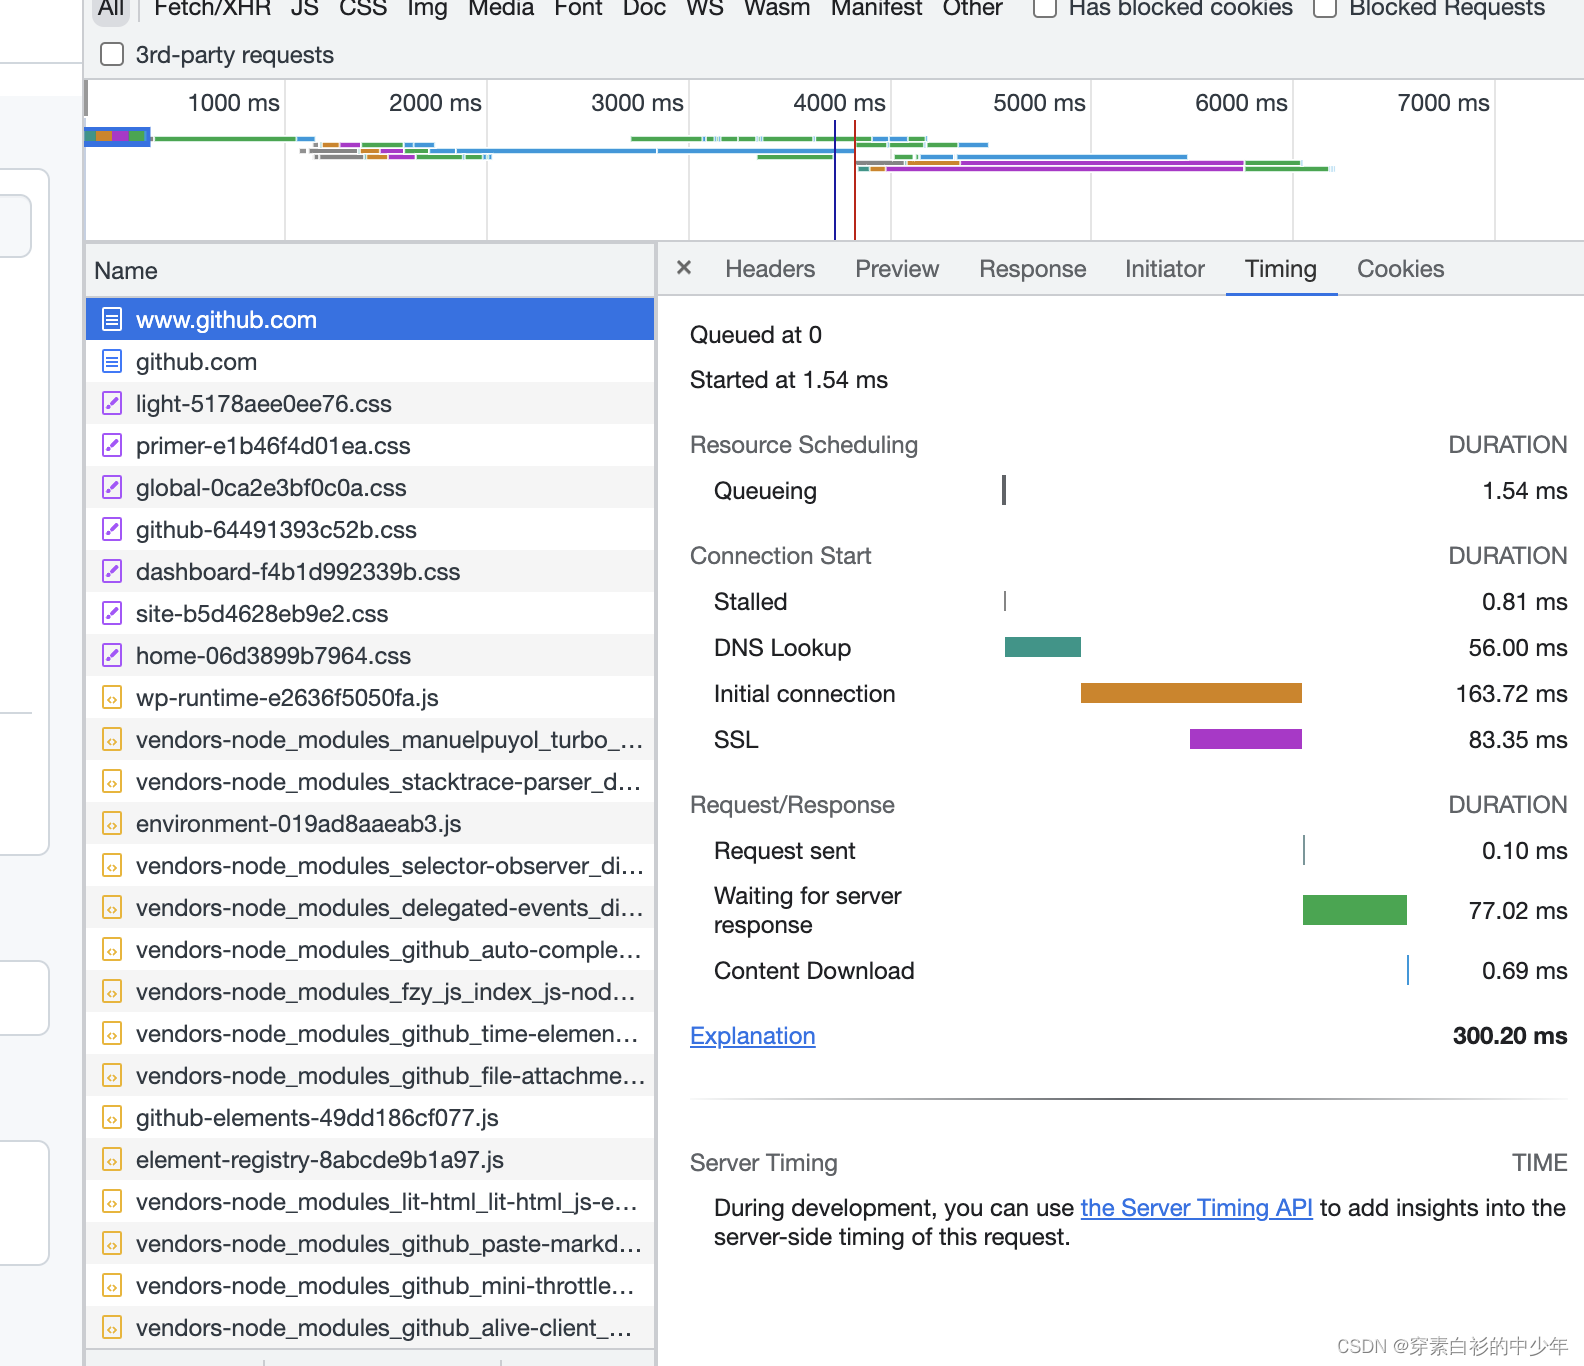 All Fetch/XHR JS CSS Img Media Font Doc WS Wasm Manifest Other Has blocked cookies Blocked Requests
3rd-party requests
1000 ms 2000 ms 3000 ms 4000 ms 5000 ms 6000 ms 7000 ms
Name
www.github.com
github.com
light-5178aee0ee76.css
primer-e1b46f4d01ea.css
global-0ca2e3bf0c0a.css
github-64491393c52b.css
dashboard-f4b1d992339b.css
site-b5d4628eb9e2.css
home-06d3899b7964.css
wp-runtime-e2636f5050fa.js
vendors-node_modules_manuelpuyol_turbo_…
vendors-node_modules_stacktrace-parser_d…
environment-019ad8aaeab3.js
vendors-node_modules_selector-observer_di…
vendors-node_modules_delegated-events_di…
vendors-node_modules_github_auto-comple…
vendors-node_modules_fzy_js_index_js-nod…
vendors-node_modules_github_time-elemen…
vendors-node_modules_github_file-attachme…
github-elements-49dd186cf077.js
element-registry-8abcde9b1a97.js
vendors-node_modules_lit-html_lit-html_js-e…
vendors-node_modules_github_paste-markd…
vendors-node_modules_github_mini-throttle…
vendors-node_modules_github_alive-client_…
× Headers Preview Response Initiator Timing Cookies
Queued at 0
Started at 1.54 ms
Resource Scheduling DURATION
Queueing 1.54 ms
Connection Start DURATION
Stalled 0.81 ms
DNS Lookup 56.00 ms
Initial connection 163.72 ms
SSL 83.35 ms
Request/Response DURATION
Request sent 0.10 ms
Waiting for server
response 77.02 ms
Content Download 0.69 ms
Explanation 300.20 ms
Server Timing TIME
During development, you can use the Server Timing API to add insights into the
server-side timing of this request.
CSDN @穿素白衫的中少年